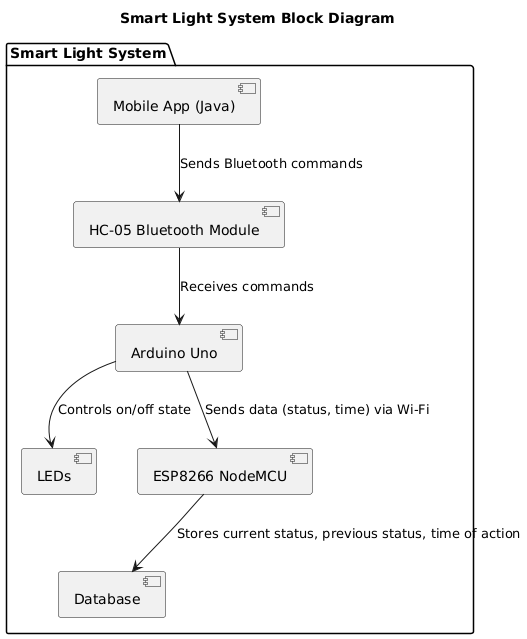 Smart Light System Block Diagram
Smart Light System
Mobile App (Java)
Sends Bluetooth commands
HC-05 Bluetooth Module
Receives commands
Arduino Uno
Controls on/off state
Sends data (status, time) via Wi-Fi
LEDs
ESP8266 NodeMCU
Stores current status, previous status, time of action
Database